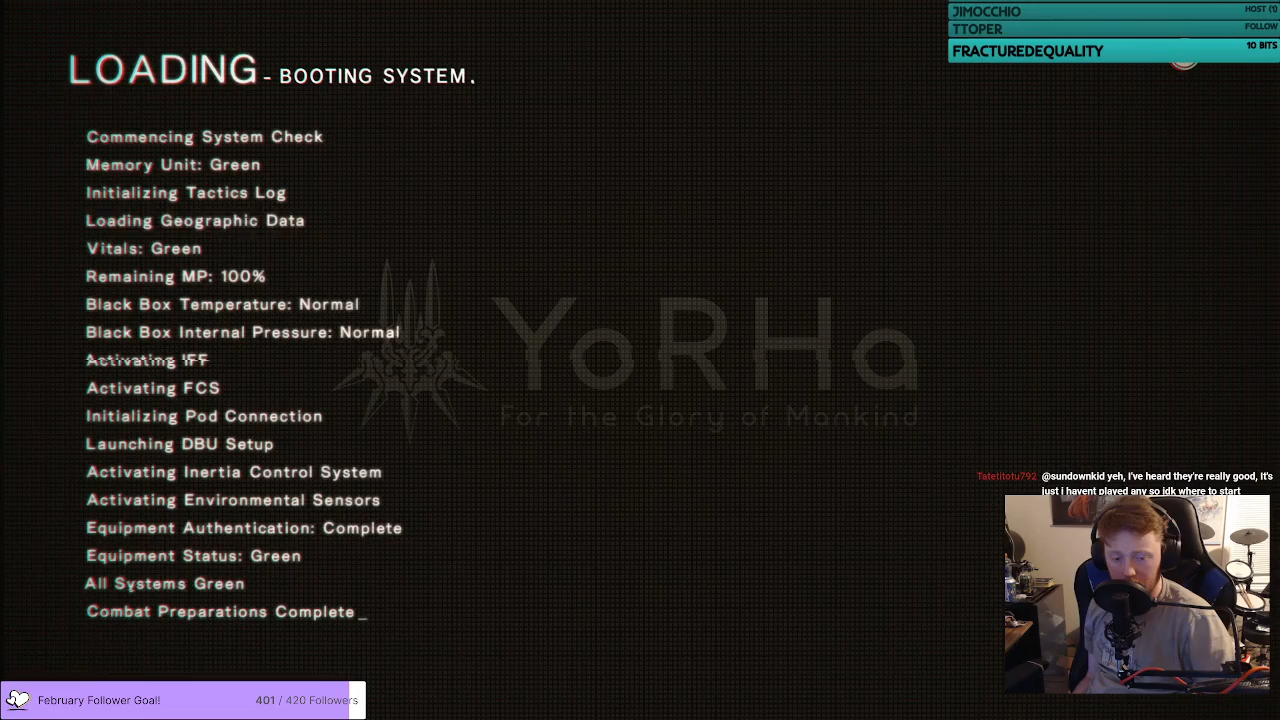 JIMOCCHIO HOST (1)
TTOPER FOLLOW
FRACTUREDEQUALITY 10 BITS
LOADING - BOOTING SYSTEM.
Commencing System Check
Memory Unit: Green
Initializing Tactics Log
Loading Geographic Data
Vitals: Green
Remaining MP: 100%
Black Box Temperature: Normal
Black Box Internal Pressure: Normal
Activating IFF
Activating FCS
Initializing Pod Connection
Launching DBU Setup
Activating Inertia Control System
Activating Environmental Sensors
Equipment Authentication: Complete
Equipment Status: Green
All Systems Green
Combat Preparations Complete_
YoRHa
For the Glory of Mankind
Tatetitotu792 @sundownkid yeh, I've heard they're really good, it's
just i havent played any so idk where to start
February Follower Goal! 401 / 420 Followers